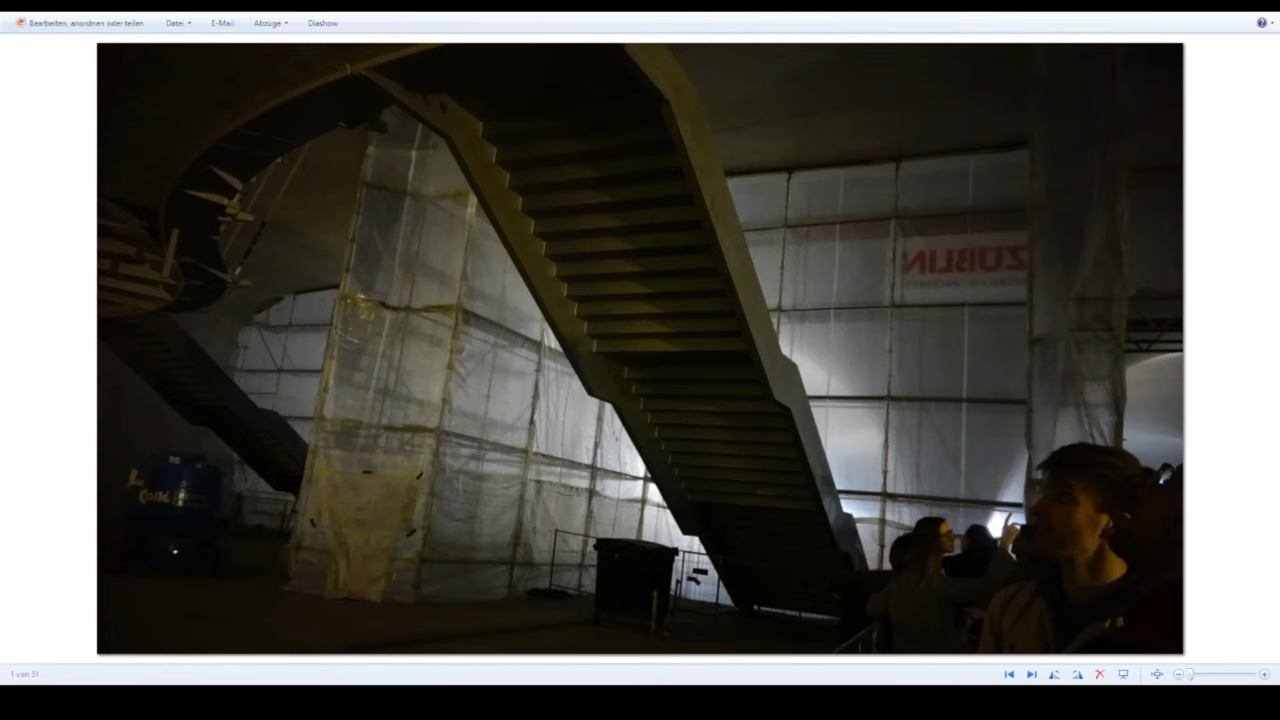 Bearbeiten, anordnen oder teilen Datei E-Mail Abzüge Diashow
ZÜBLIN
1 von 51